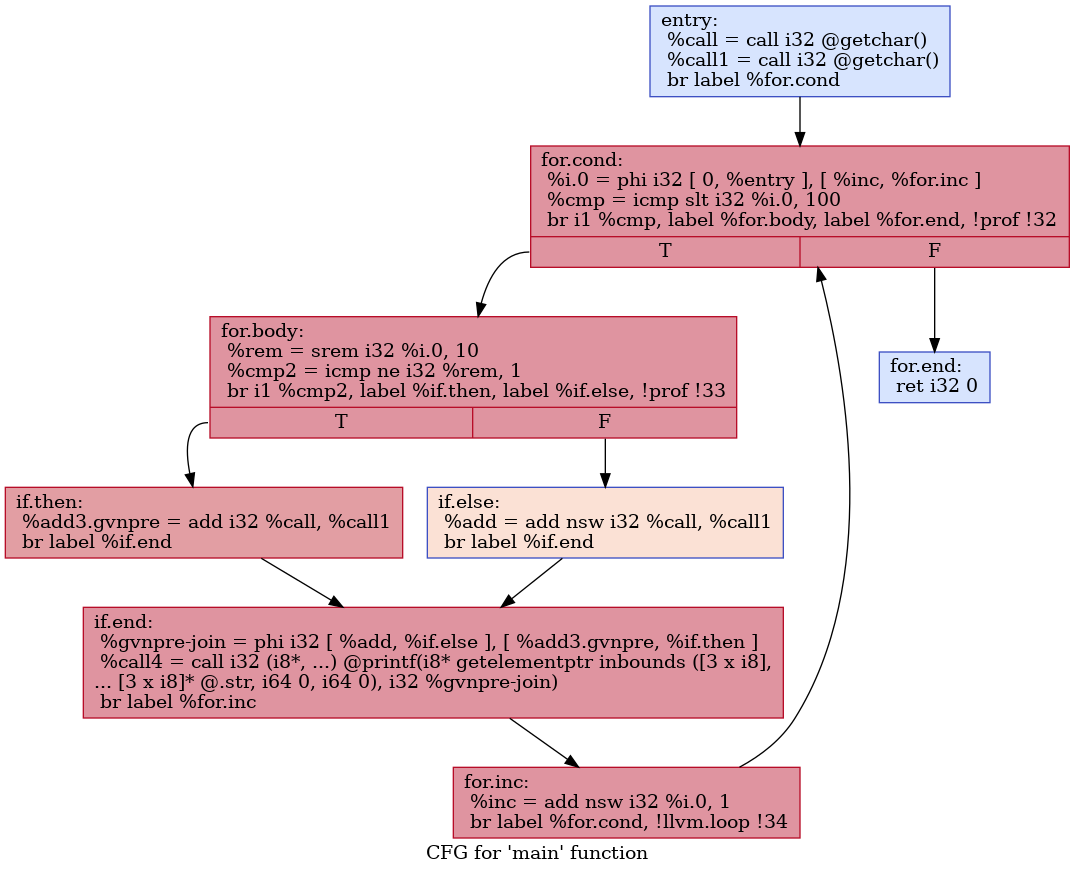 entry:
%call = call i32 @getchar()
%call1 = call i32 @getchar()
br label %for.cond
for.cond:
%i.0 = phi i32 [ 0, %entry ], [ %inc, %for.inc ]
%cmp = icmp slt i32 %i.0, 100
br i1 %cmp, label %for.body, label %for.end, !prof !32
T F
for.body:
%rem = srem i32 %i.0, 10
%cmp2 = icmp ne i32 %rem, 1
br i1 %cmp2, label %if.then, label %if.else, !prof !33
T F
for.end:
ret i32 0
if.then:
%add3.gvnpre = add i32 %call, %call1
br label %if.end
if.else:
%add = add nsw i32 %call, %call1
br label %if.end
if.end:
%gvnpre-join = phi i32 [ %add, %if.else ], [ %add3.gvnpre, %if.then ]
%call4 = call i32 (i8*, ...) @printf(i8* getelementptr inbounds ([3 x i8],
... [3 x i8]* @.str, i64 0, i64 0), i32 %gvnpre-join)
br label %for.inc
for.inc:
%inc = add nsw i32 %i.0, 1
br label %for.cond, !llvm.loop !34
CFG for 'main' function